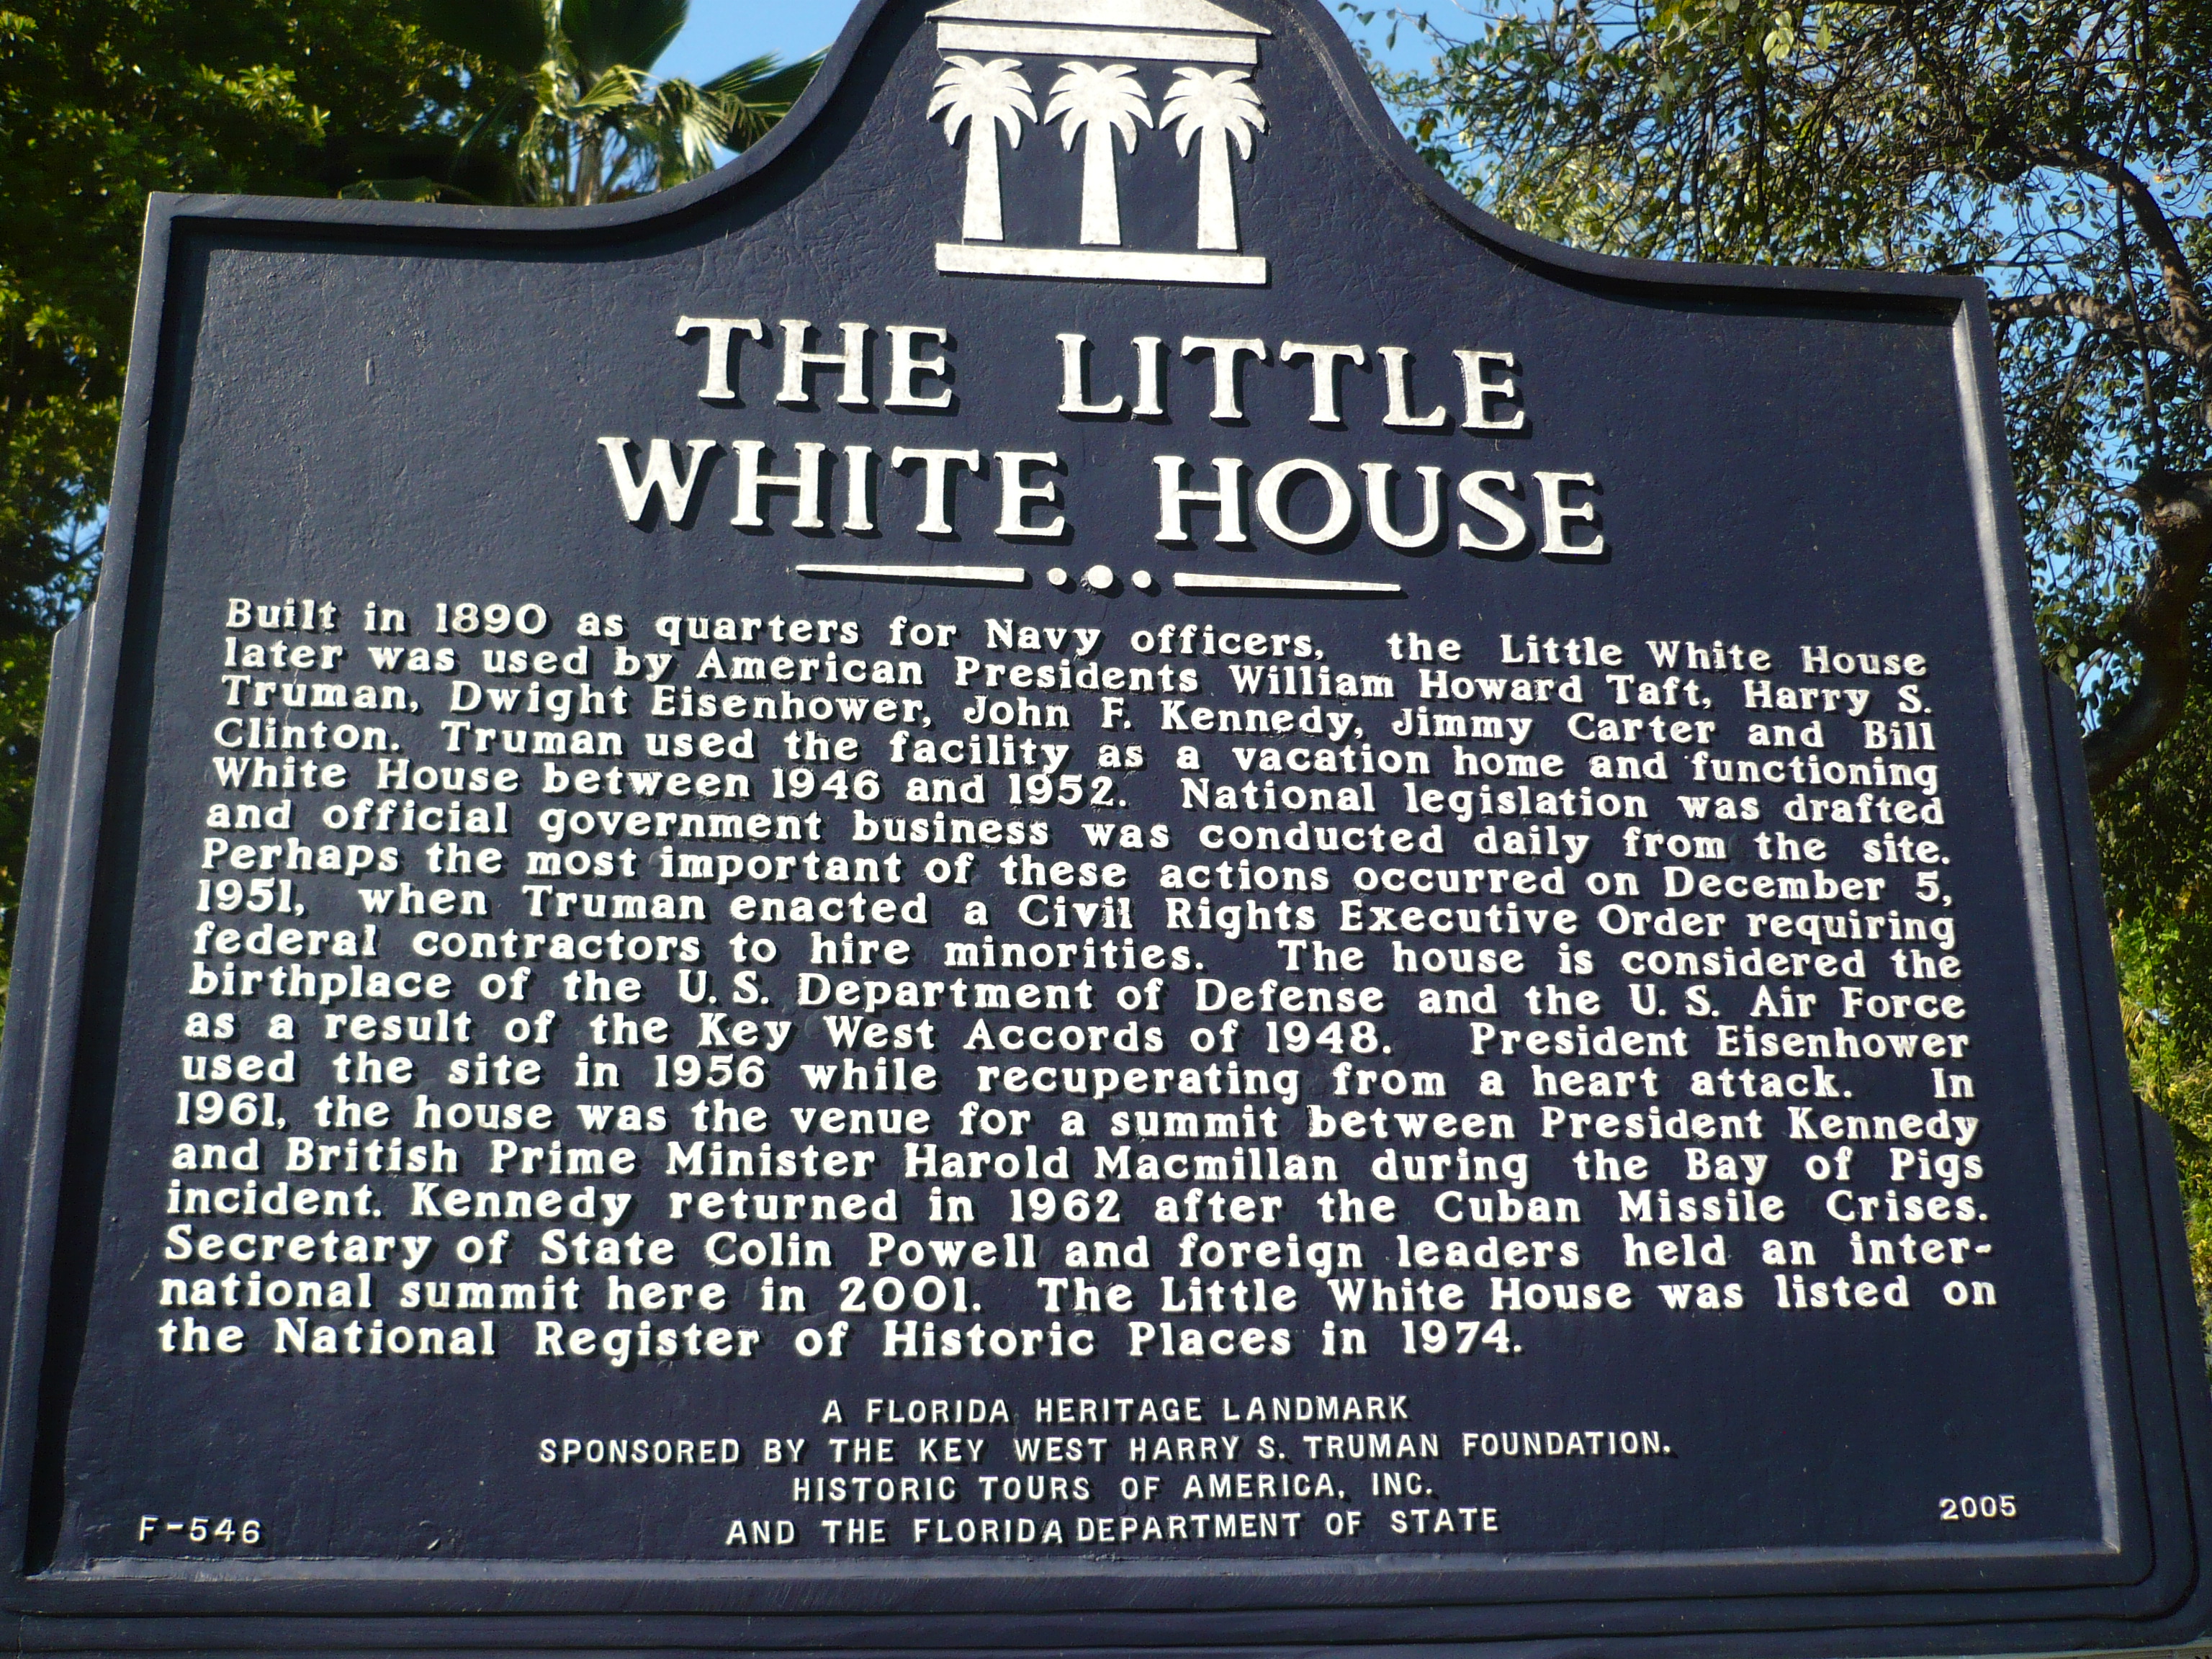 THE LITTLE
WHITE HOUSE
Built in 1890 as quarters for Navy officers, the Little White House
later was used by American Presidents William Howard Taft, Harry S.
Truman, Dwight Eisenhower, John F. Kennedy, Jimmy Carter and Bill
Clinton. Truman used the facility as a vacation home and functioning
White House between 1946 and 1952. National legislation was drafted
and official government business was conducted daily from the site.
Perhaps the most important of these actions occurred on December 5,
1951, when Truman enacted a Civil Rights Executive Order requiring
federal contractors to hire minorities. The house is considered the
birthplace of the U.S. Department of Defense and the U.S. Air Force
as a result of the Key West Accords of 1948. President Eisenhower
used the site in 1956 while recuperating from a heart attack. In
1961, the house was the venue for a summit between President Kennedy
and British Prime Minister Harold Macmillan during the Bay of Pigs
incident. Kennedy returned in 1962 after the Cuban Missile Crises.
Secretary of State Colin Powell and foreign leaders held an inter-
national summit here in 2001. The Little White House was listed on
the National Register of Historic Places in 1974.
A FLORIDA HERITAGE LANDMARK
SPONSORED BY THE KEY WEST HARRY S. TRUMAN FOUNDATION.
HISTORIC TOURS OF AMERICA, INC.
AND THE FLORIDA DEPARTMENT OF STATE
F-546
2005